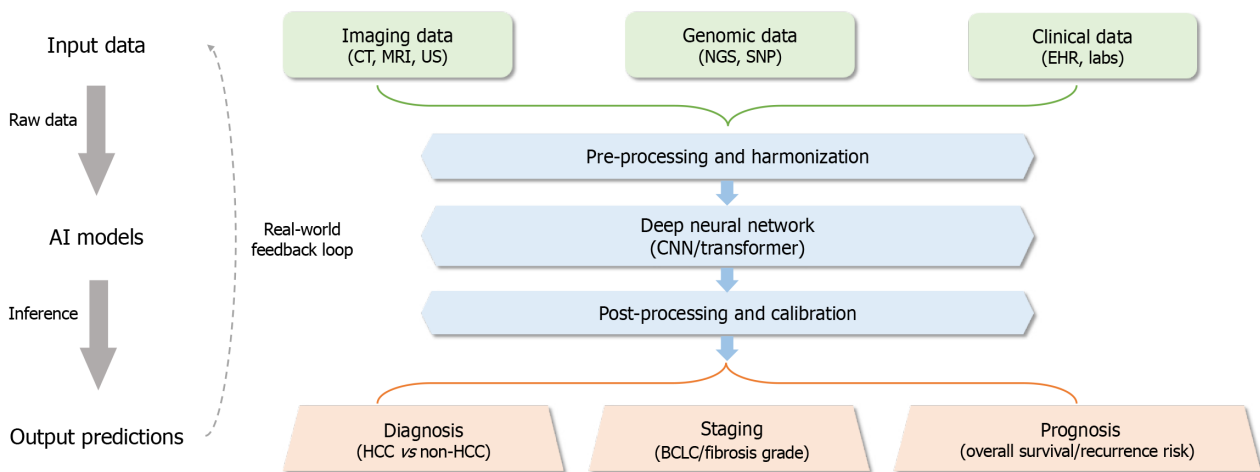 Input data
Raw data
AI models
Inference
Output predictions
Real-world
feedback loop
Imaging data
(CT, MRI, US)
Genomic data
(NGS, SNP)
Clinical data
(EHR, labs)
Pre-processing and harmonization
Deep neural network
(CNN/transformer)
Post-processing and calibration
Diagnosis
(HCC vs non-HCC)
Staging
(BCLC/fibrosis grade)
Prognosis
(overall survival/recurrence risk)